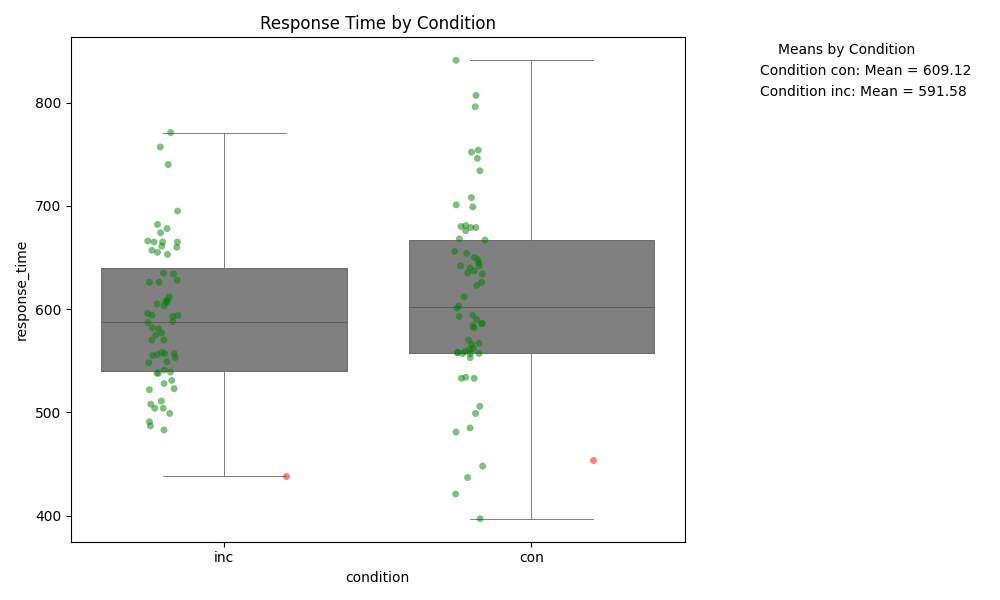 Response Time by Condition
Means by Condition
Condition con: Mean = 609.12
Condition inc: Mean = 591.58
response_time
800
700
600
500
400
inc
con
condition